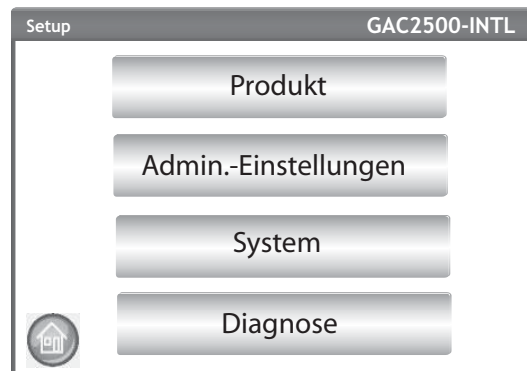 Setup GAC2500-INTL
Produkt
Admin.-Einstellungen
System
Diagnose